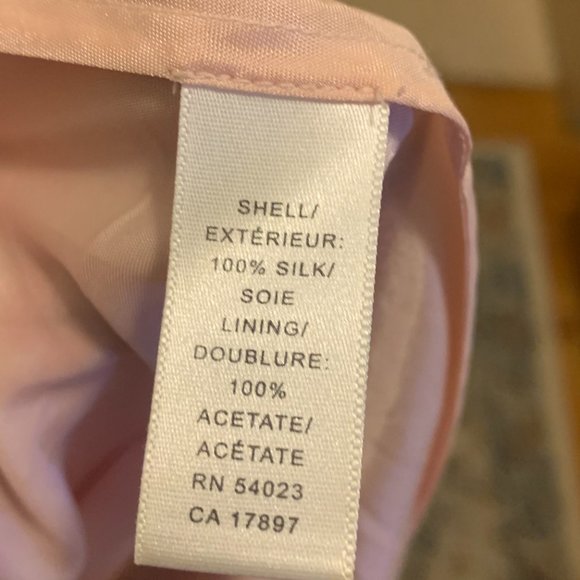 SHELL/
EXTÉRIEUR:
100% SILK/
SOIE
LINING/
DOUBLURE:
100%
ACETATE/
ACÉTATE
RN 54023
CA 17897